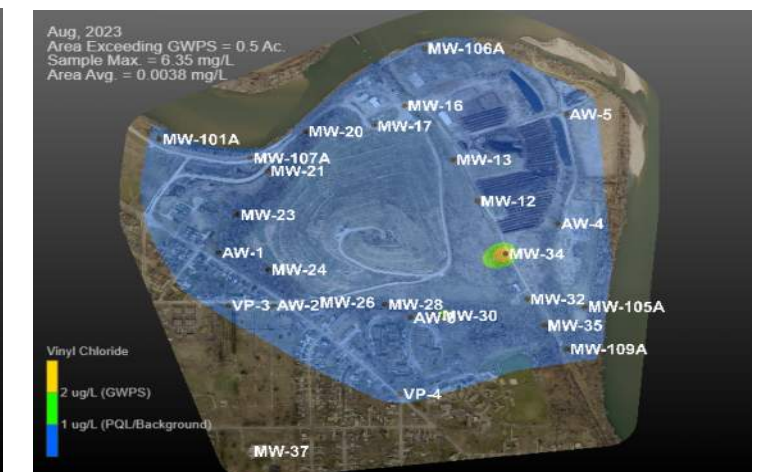 Aug, 2023
Area Exceeding GWPS = 0.5 Ac.
Sample Max. = 6.35 mg/L
Area Avg. = 0.0038 mg/L
MW-106A
MW-16
AW-5
MW-17
MW-20
MW-101A
MW-107A
MW-13
MW-21
MW-12
MW-23
AW-4
AW-1
MW-34
MW-24
MW-32
VP-3
AW-2
MW-26
MW-28
MW-105A
AW-6
MW-30
MW-35
MW-109A
Vinyl Chloride
2 ug/L (GWPS)
1 ug/L (PQL/Background)
VP-4
MW-37